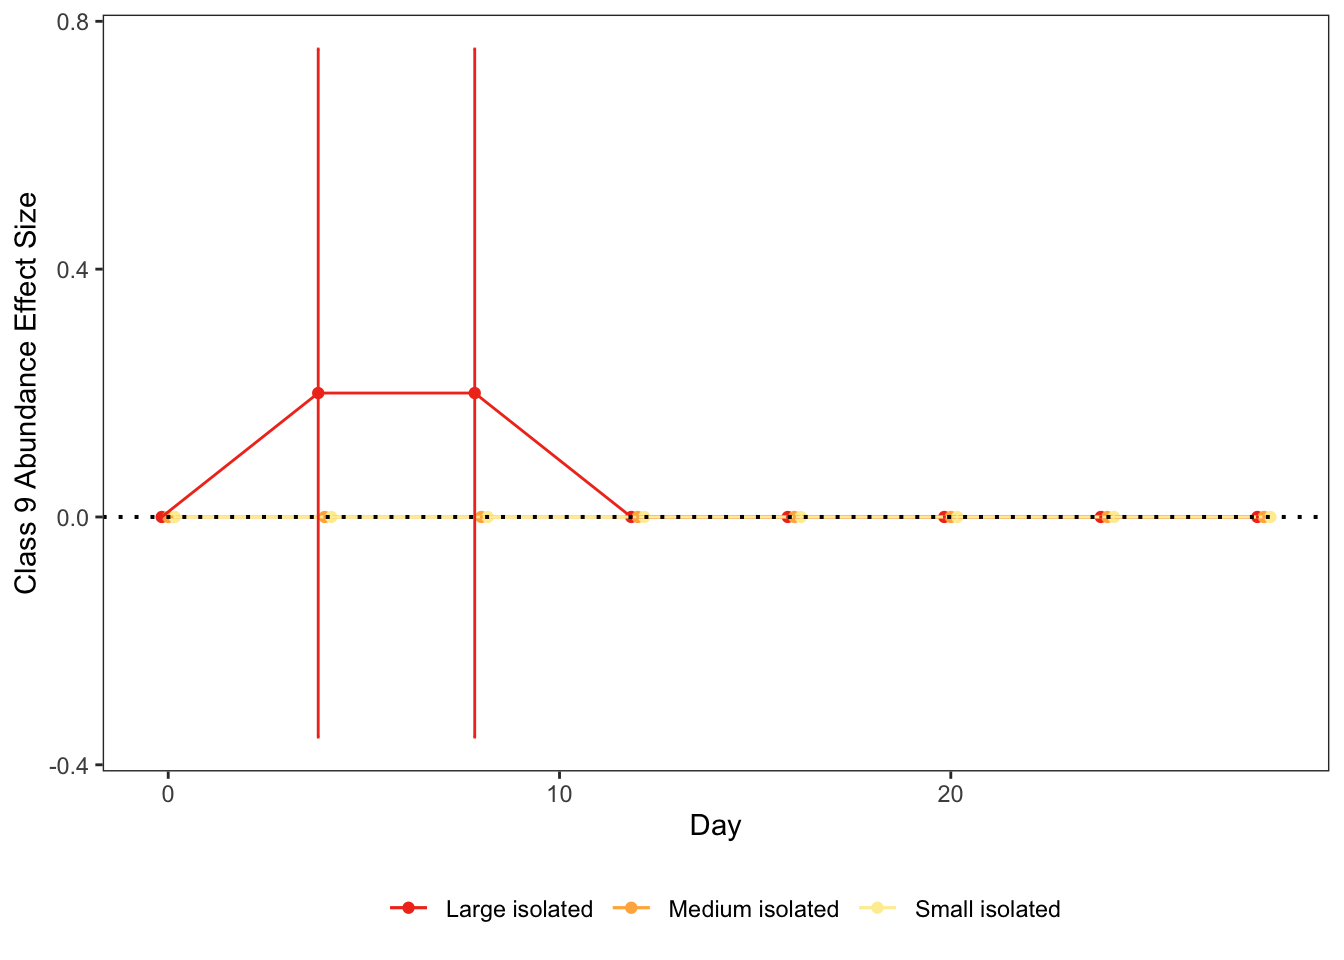 0.8
0.4
0.0
-0.4
Class 9 Abundance Effect Size
0 10 20
Day
Large isolated Medium isolated Small isolated